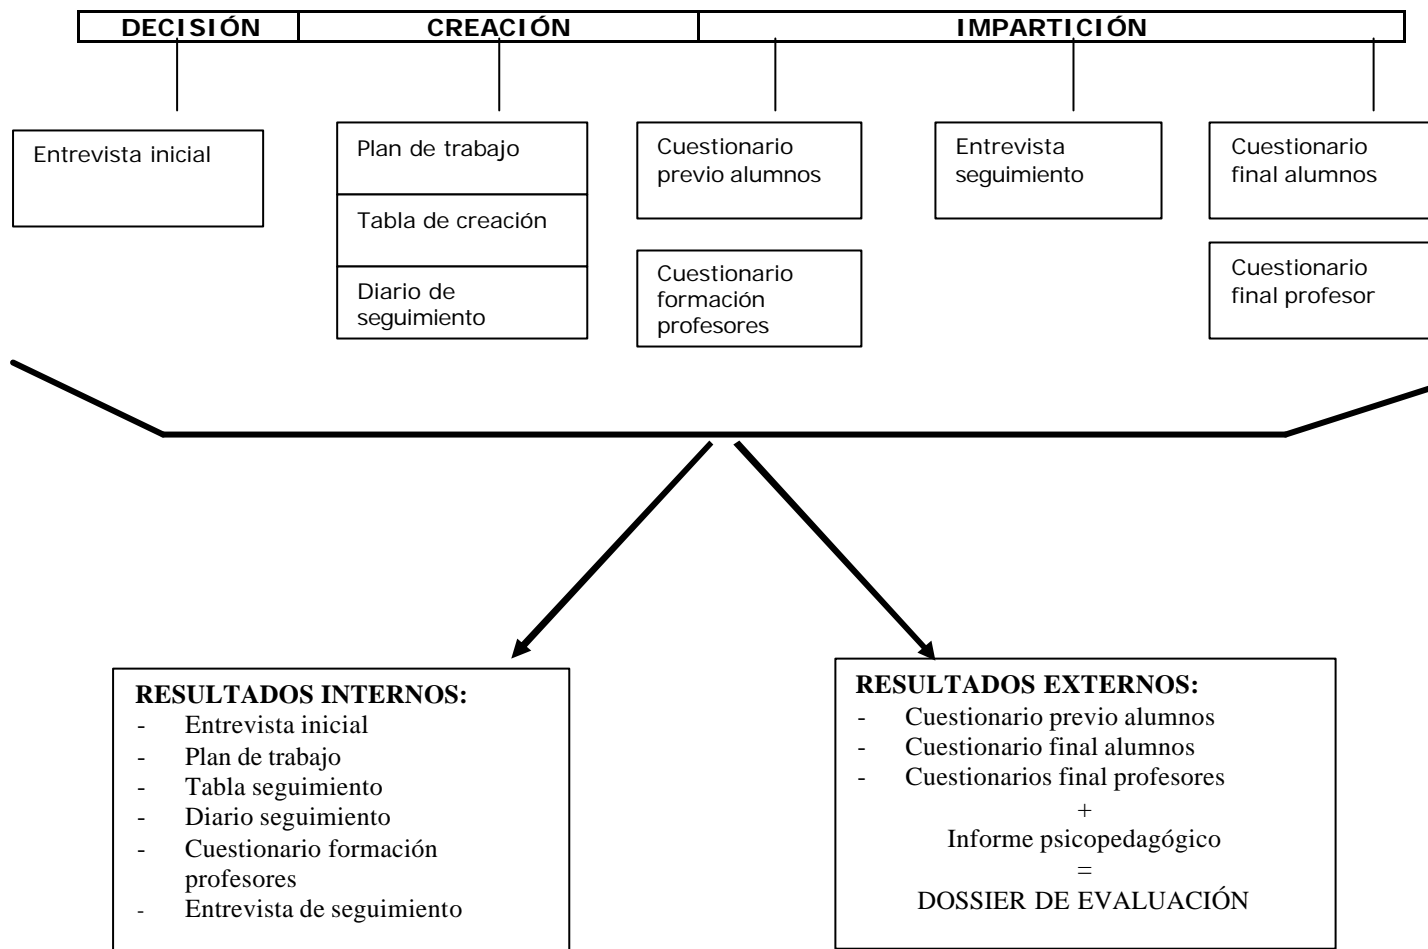 DECISIÓN CREACIÓN IMPARTICIÓN
Entrevista inicial
Plan de trabajo
Tabla de creación
Diario de
seguimiento
Cuestionario
previo alumnos
Cuestionario
formación
profesores
Entrevista
seguimiento
Cuestionario
final alumnos
Cuestionario
final profesor
RESULTADOS INTERNOS:
- Entrevista inicial
- Plan de trabajo
- Tabla seguimiento
- Diario seguimiento
- Cuestionario formación
profesores
- Entrevista de seguimiento
RESULTADOS EXTERNOS:
- Cuestionario previo alumnos
- Cuestionario final alumnos
- Cuestionarios final profesores
+
Informe psicopedagógico
=
DOSSIER DE EVALUACIÓN